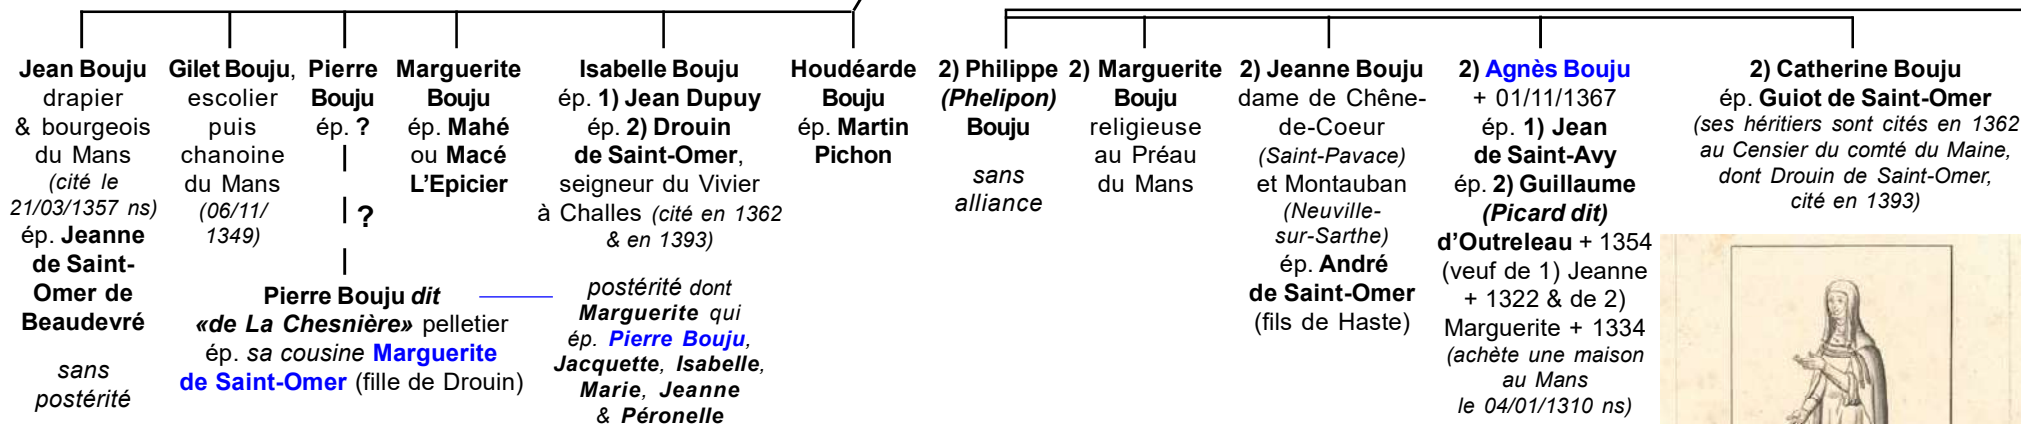 Jean Bouju
drapier
& bourgeois
du Mans
(cité le
21/03/1357 ns)
ép. Jeanne
de Saint-
Omer de
Beaudevré
sans
postérité
Gilet Bouju,
escolier
puis
chanoine
du Mans
(06/11/
1349)
Pierre
Bouju
ép. ?
?
Pierre Bouju dit
«de La Chesnière» pelletier
ép. sa cousine Marguerite
de Saint-Omer (fille de Drouin)
Marguerite
Bouju
ép. Mahé
ou Macé
L'Epicier
Isabelle Bouju
ép. 1) Jean Dupuy
ép. 2) Drouin
de Saint-Omer,
seigneur du Vivier
à Challes (cité en 1362
& en 1393)
postérité dont
Marguerite qui
ép. Pierre Bouju,
Jacquette, Isabelle,
Marie, Jeanne
& Péronelle
Houdéarde
Bouju
ép. Martin
Pichon
2) Philippe
(Phelipon)
Bouju
sans
alliance
2) Marguerite
Bouju
religieuse
au Préau
du Mans
2) Jeanne Bouju
dame de Chêne-
de-Coeur
(Saint-Pavace)
et Montauban
(Neuville-
sur-Sarthe)
ép. André
de Saint-Omer
(fils de Haste)
2) Agnès Bouju
+ 01/11/1367
ép. 1) Jean
de Saint-Avy
ép. 2) Guillaume
(Picard dit)
d'Outreleau + 1354
(veuf de 1) Jeanne
+ 1322 & de 2)
Marguerite + 1334
(achète une maison
au Mans
le 04/01/1310 ns)
2) Catherine Bouju
ép. Guiot de Saint-Omer
(ses héritiers sont cités en 1362
au Censier du comté du Maine,
dont Drouin de Saint-Omer,
cité en 1393)